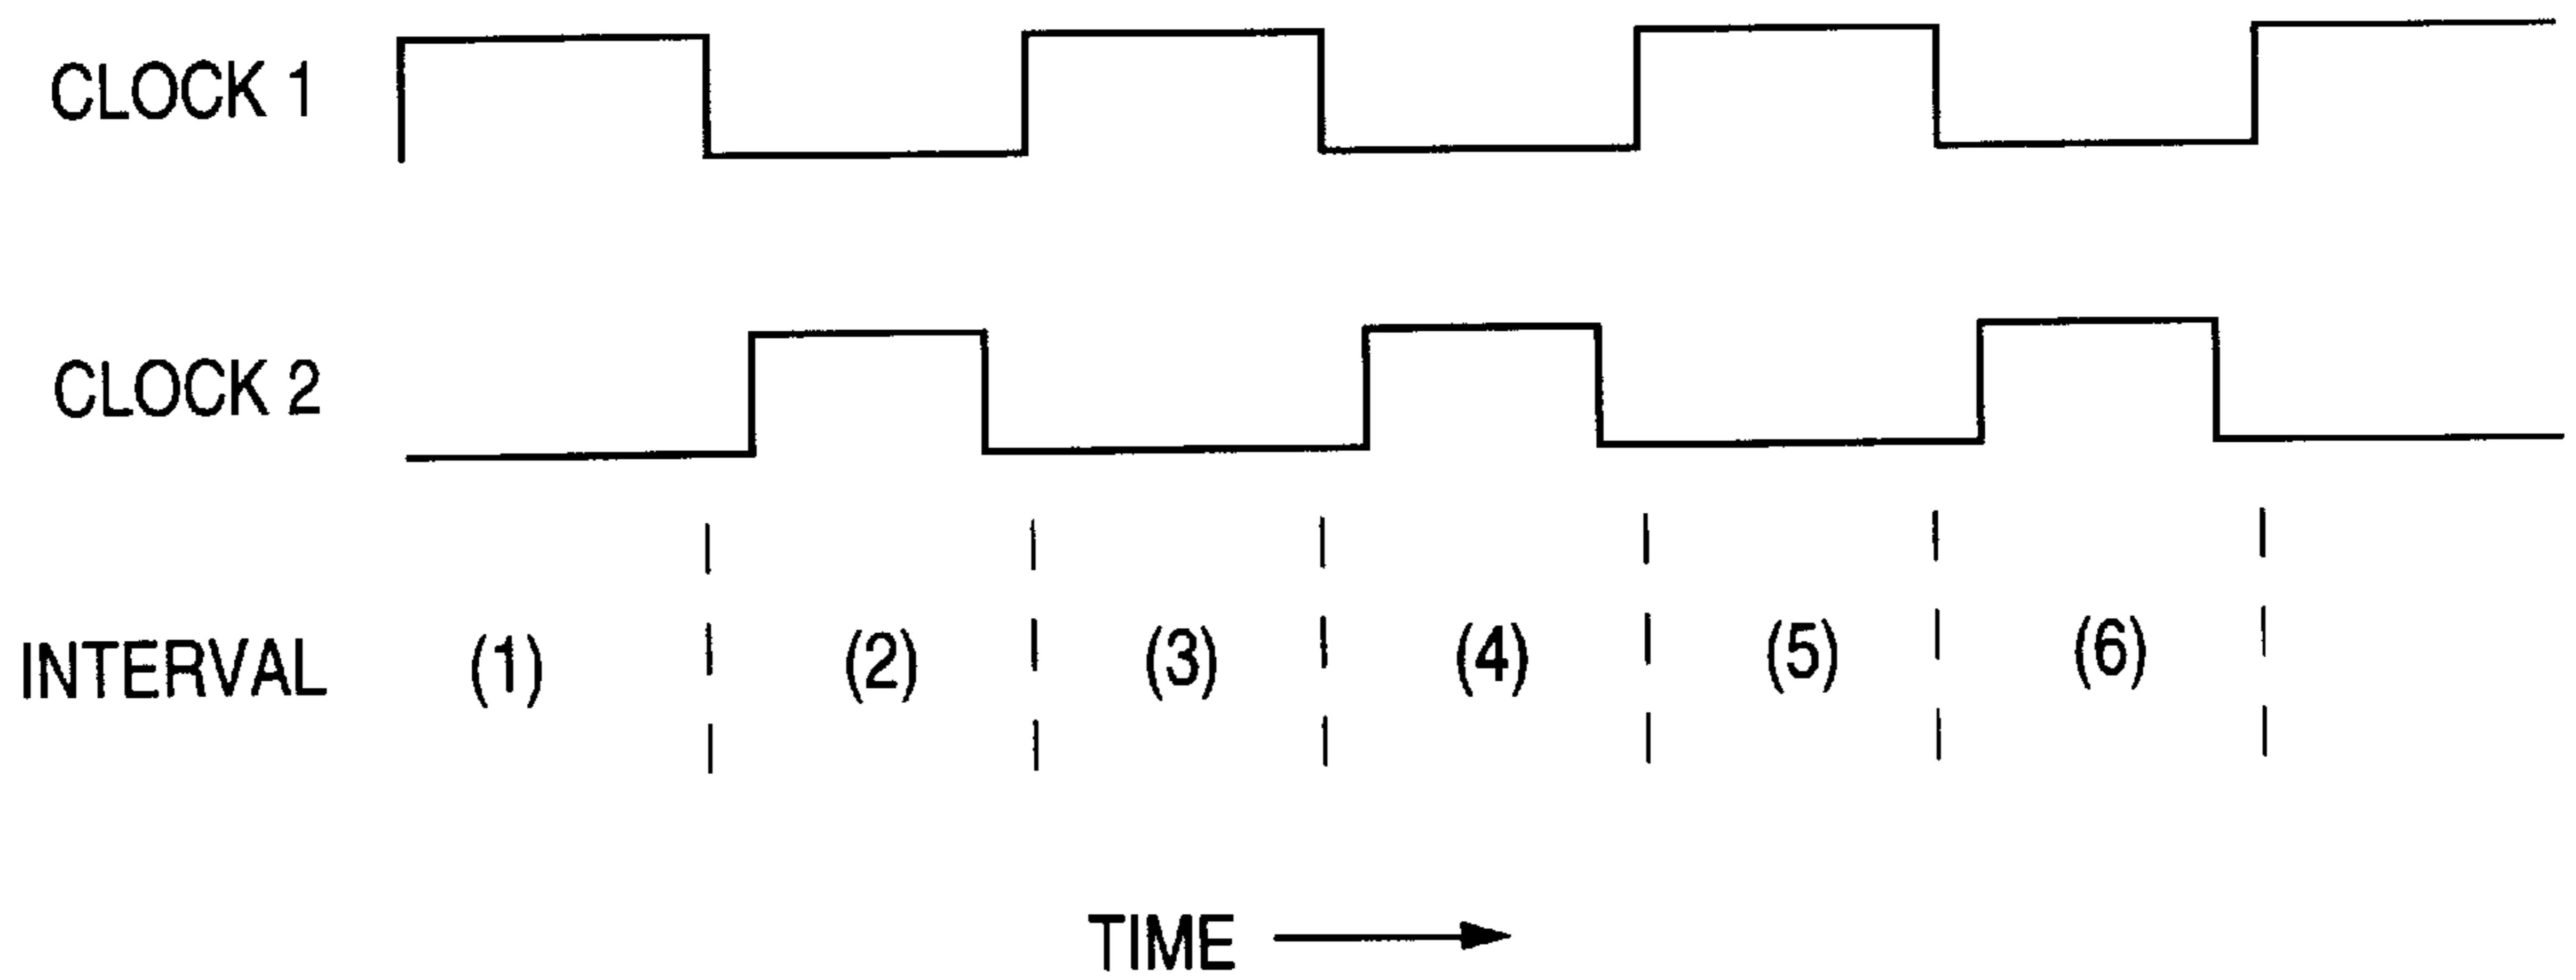 CLOCK 1
CLOCK 2
INTERVAL (1) (2) (3) (4) (5) (6)
TIME